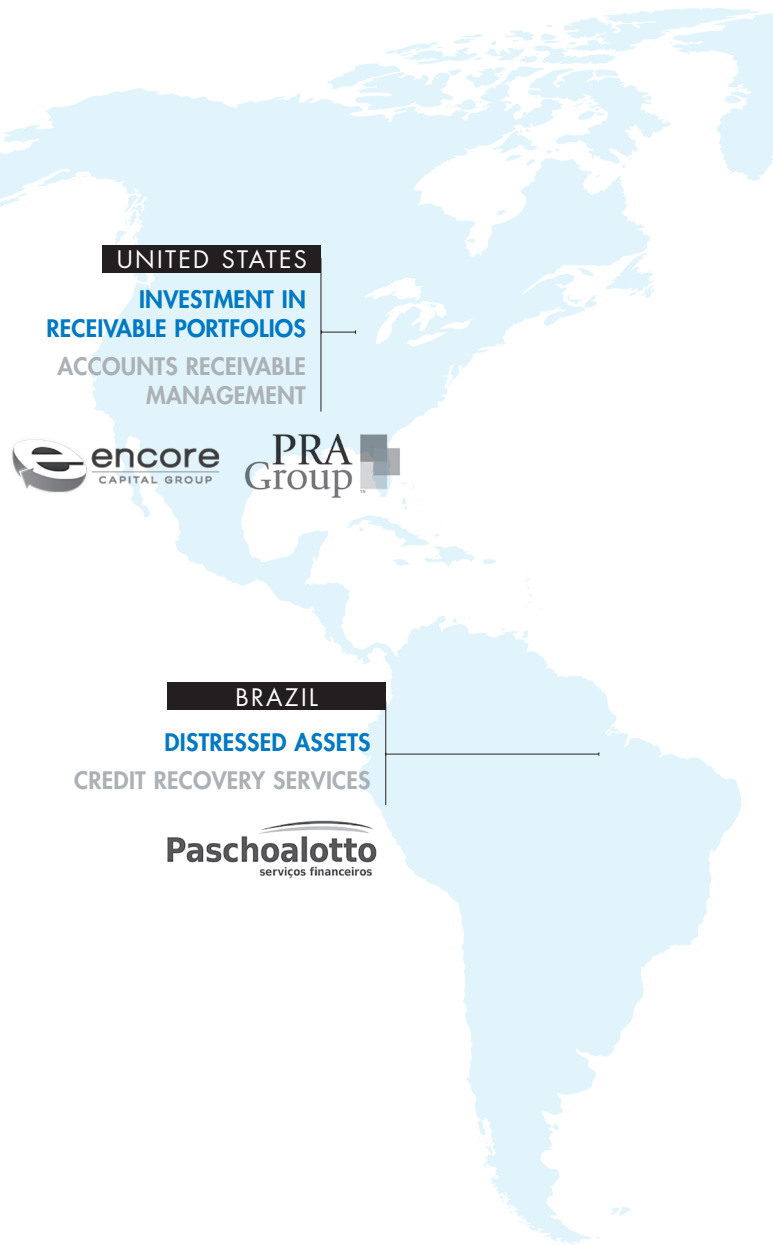 UNITED STATES
INVESTMENT IN
RECEIVABLE PORTFOLIOS
ACCOUNTS RECEIVABLE
MANAGEMENT
encore
CAPITAL GROUP
PRA
Group
TM
BRAZIL
DISTRESSED ASSETS
CREDIT RECOVERY SERVICES
Paschoalotto
serviços financeiros